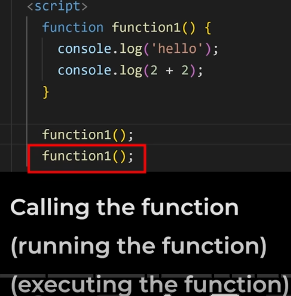 <script>
function function1() {
console.log('hello');
console.log(2 + 2);
}
function1();
function1();
Calling the function
(running the function)
(executing the function)